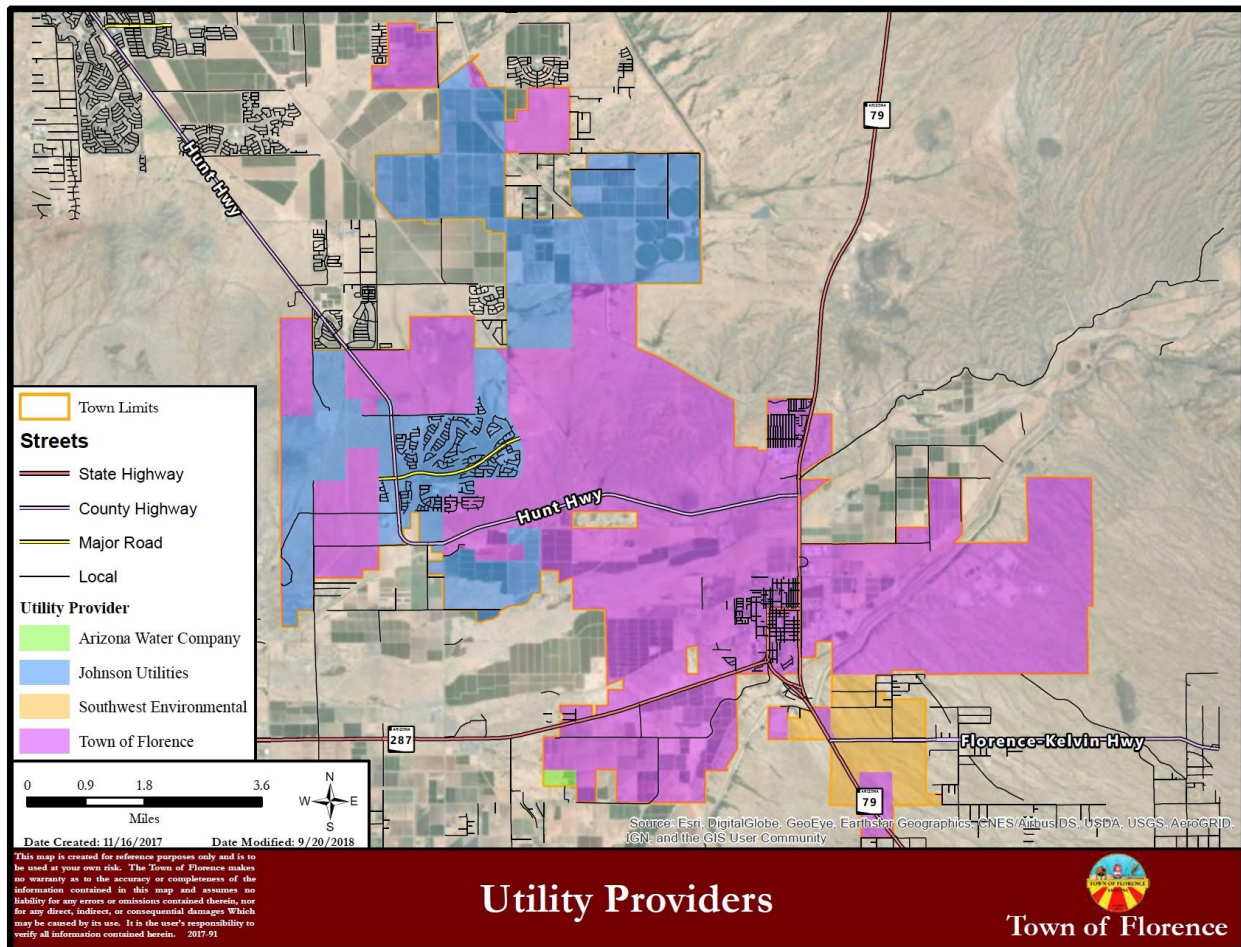 ARIZONA
79
Hunt Hwy
Hunt Hwy
Town Limits
Streets
State Highway
County Highway
Major Road
Local
Utility Provider
Arizona Water Company
Johnson Utilities
Southwest Environmental
Town of Florence
ARIZONA
287
Florence-Kelvin Hwy
ARIZONA
79
0 0.9 1.8 3.6
Miles
N
W E
S
Date Created: 11/16/2017 Date Modified: 9/20/2018
Source: Esri, DigitalGlobe, GeoEye, Earthstar Geographics, CNES/Airbus DS, USDA, USGS, AeroGRID,
IGN, and the GIS User Community
This map is created for reference purposes only and is to
be used at your own risk. The Town of Florence makes
no warranty as to the accuracy or completeness of the
information contained in this map and assumes no
liability for any errors or omissions contained therein, nor
for any direct, indirect, or consequential damages Which
may be caused by its use. It is the user's responsibility to
verify all information contained herein. 2017-91
Utility Providers
TOWN OF FLORENCE
ARIZONA
Town of Florence